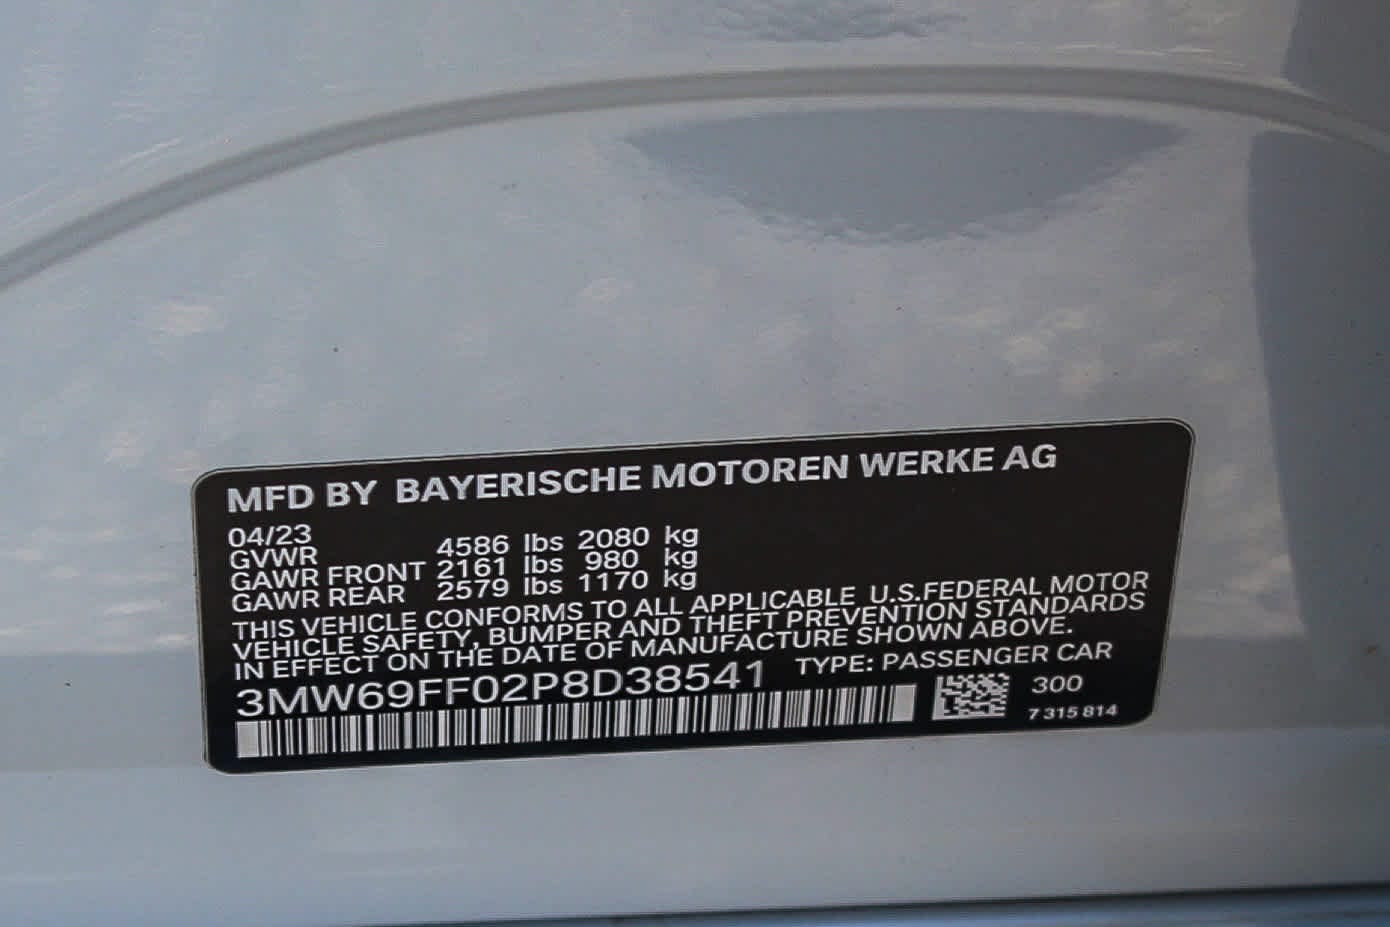 MFD BY BAYERISCHE MOTOREN WERKE AG
04/23
GVWR 4586 lbs 2080 kg
GAWR FRONT 2161 lbs 980 kg
GAWR REAR 2579 lbs 1170 kg
THIS VEHICLE CONFORMS TO ALL APPLICABLE U.S.FEDERAL MOTOR
VEHICLE SAFETY, BUMPER AND THEFT PREVENTION STANDARDS
IN EFFECT ON THE DATE OF MANUFACTURE SHOWN ABOVE.
3MW69FF02P8D38541 TYPE: PASSENGER CAR
300
7 315 814